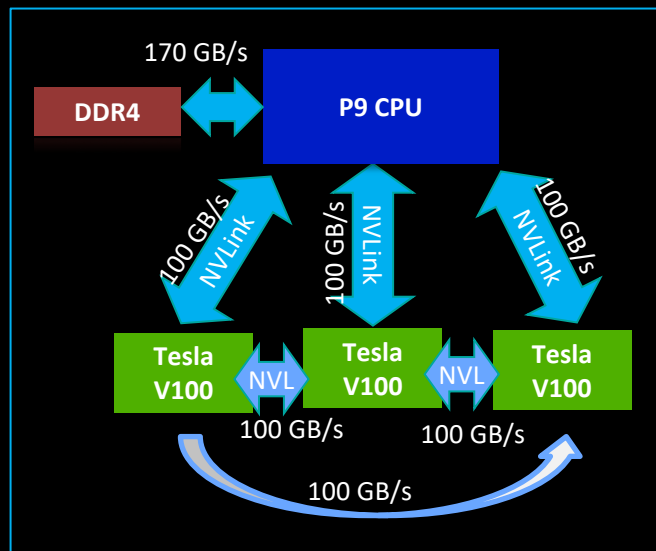 170 GB/s
DDR4
P9 CPU
100 GB/s
NVLink
100 GB/s
NVLink
100 GB/s
NVLink
Tesla
V100
NVL
Tesla
V100
NVL
Tesla
V100
100 GB/s
100 GB/s
100 GB/s